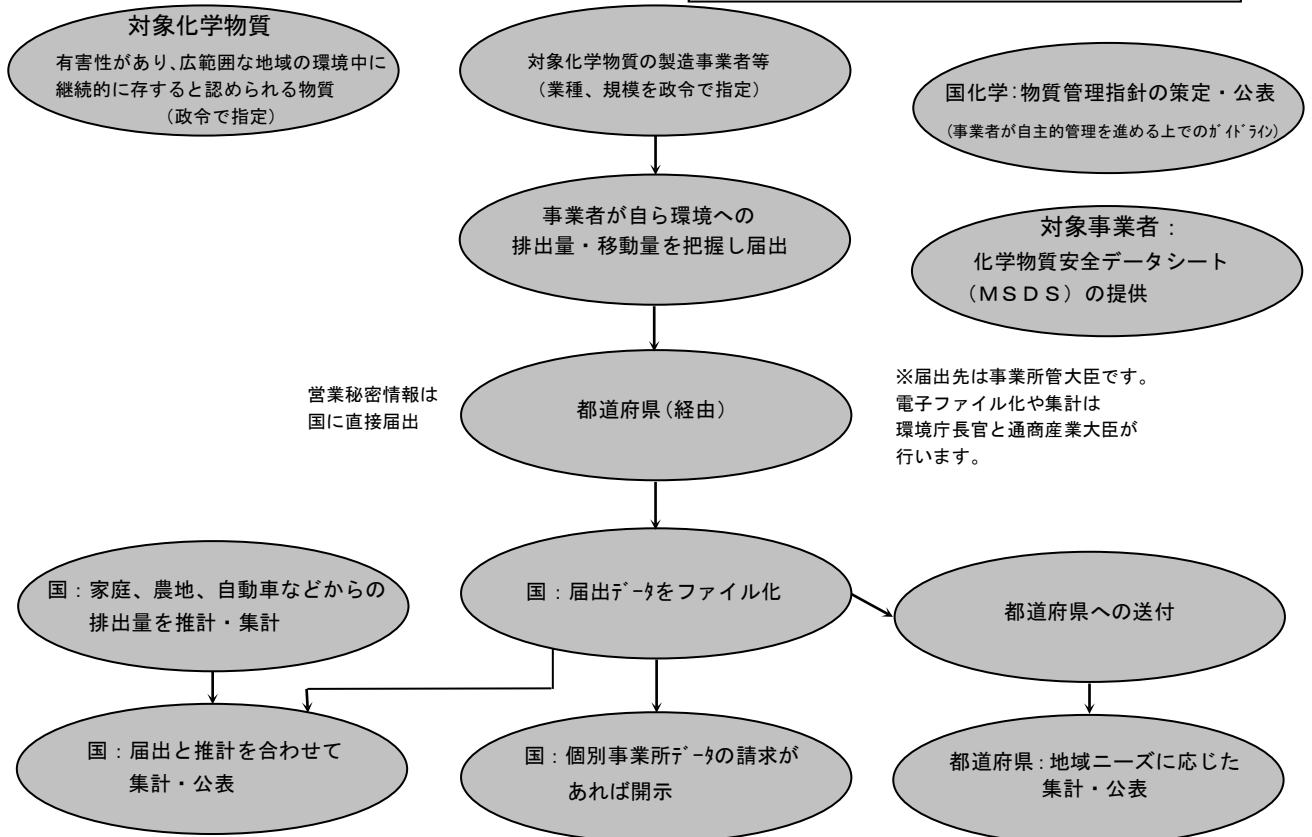 対象化学物質
有害性があり、広範囲な地域の環境中に
継続的に存すると認められる物質
（政令で指定）
対象化学物質の製造事業者等
（業種、規模を政令で指定）
国化学：物質管理指針の策定・公表
（事業者が自主的管理を進める上でのｶﾞｲﾄﾞﾗｲﾝ）
事業者が自ら環境への
排出量・移動量を把握し届出
対象事業者：
化学物質安全データシート
（ＭＳＤＳ）の提供
営業秘密情報は
国に直接届出
都道府県（経由）
※届出先は事業所管大臣です。
電子ファイル化や集計は
環境庁長官と通商産業大臣が
行います。
国：家庭、農地、自動車などからの
排出量を推計・集計
国：届出ﾃﾞｰﾀをファイル化
都道府県への送付
国：届出と推計を合わせて
集計・公表
国：個別事業所ﾃﾞｰﾀの請求が
あれば開示
都道府県：地域ニーズに応じた
集計・公表